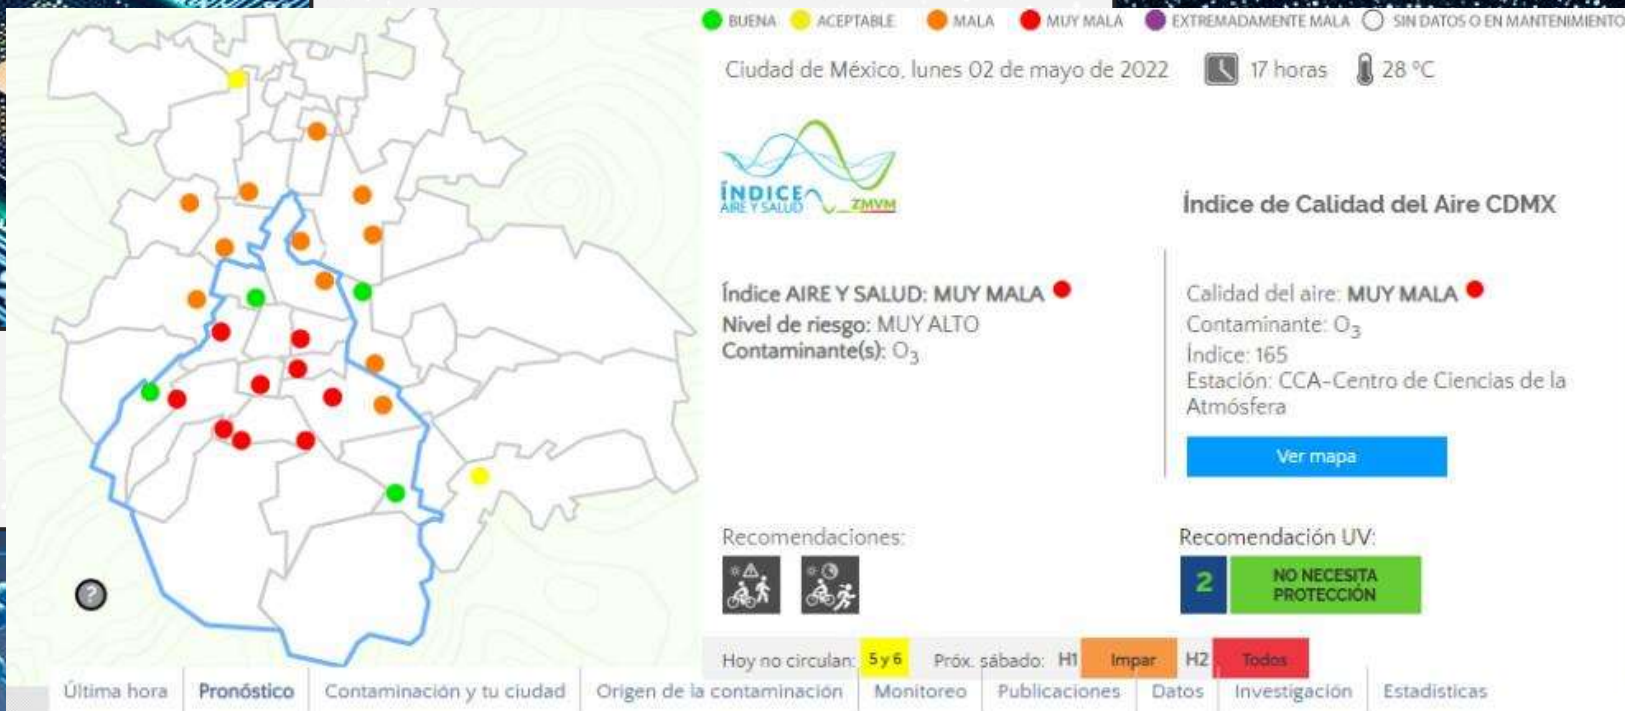 BUENA ACEPTABLE MALA MUY MALA EXTREMADAMENTE MALA SIN DATOS O EN MANTENIMIENTO
Ciudad de México, lunes 02 de mayo de 2022 17 horas 28 °C
ÍNDICE
AIRE Y SALUD ZMVM
Índice de Calidad del Aire CDMX
Índice AIRE Y SALUD: MUY MALA
Nivel de riesgo: MUY ALTO
Contaminante(s): O3
Calidad del aire: MUY MALA
Contaminante: O3
Índice: 165
Estación: CCA-Centro de Ciencias de la
Atmósfera
Ver mapa
Recomendaciones:
Recomendación UV:
2
NO NECESITA
PROTECCIÓN
?
Hoy no circulan: 5 y 6 Próx. sábado: H1 Impar H2 Todos
Última hora Pronóstico Contaminación y tu ciudad Origen de la contaminación Monitoreo Publicaciones Datos Investigación Estadísticas